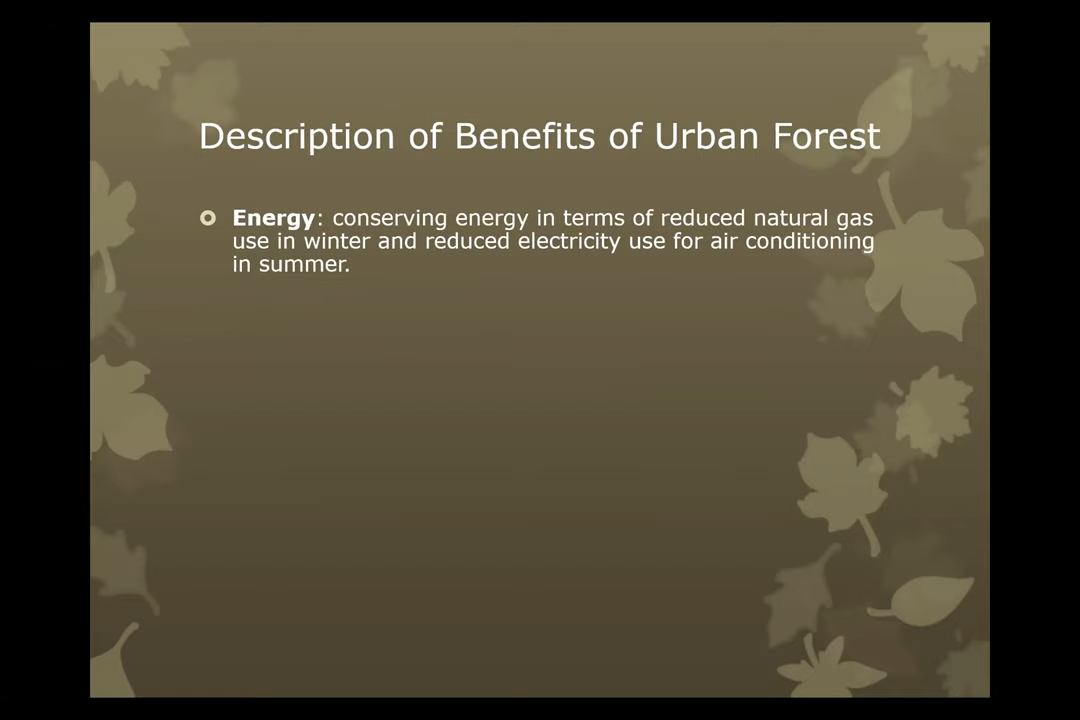 Description of Benefits of Urban Forest
Energy: conserving energy in terms of reduced natural gas
use in winter and reduced electricity use for air conditioning
in summer.